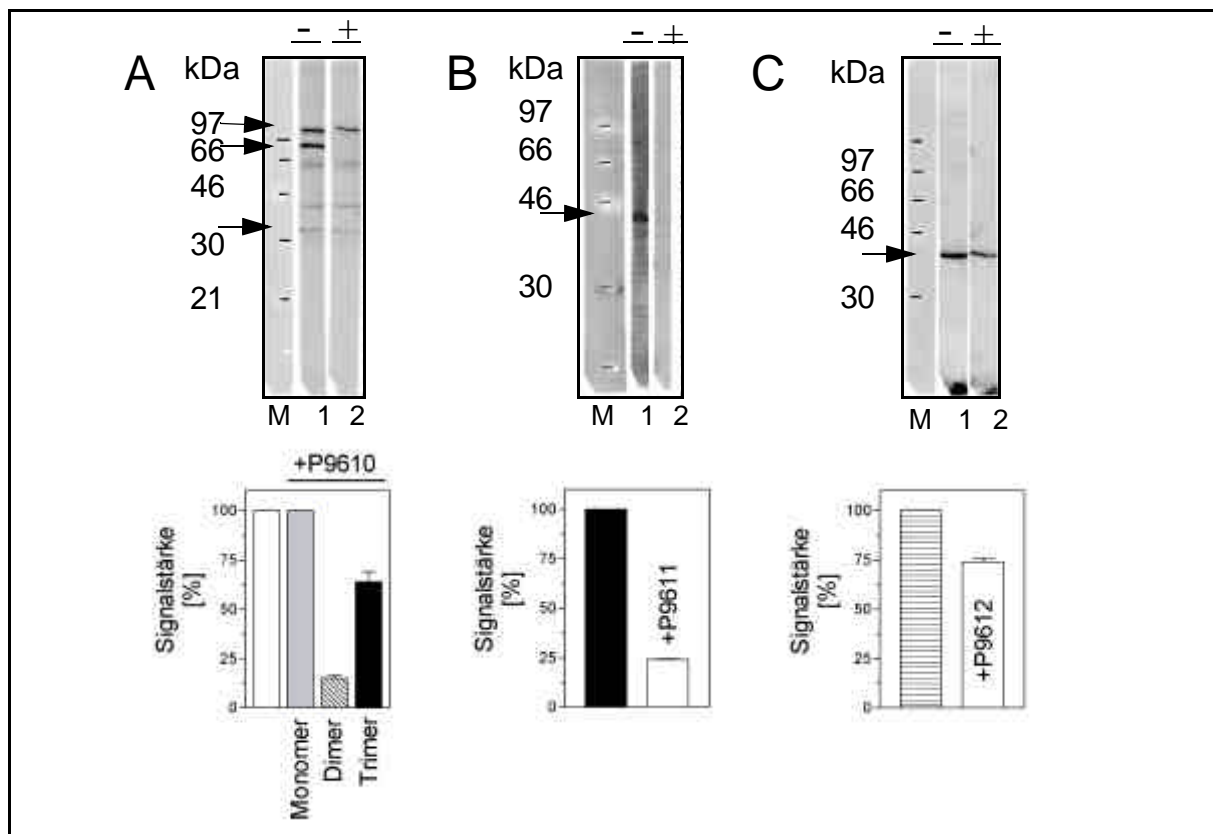 - +
- +
- +
A kDa
B kDa
C kDa
97
66
46
30
21
97
66
46
30
97
66
46
30
M 1 2
M 1 2
M 1 2
+P9610
100
75
50
25
0
Signalstärke
[%]
Monomer
Dimer
Trimer
100
75
50
25
0
Signalstärke
[%]
+P9611
100
75
50
25
0
Signalstärke
[%]
+P9612